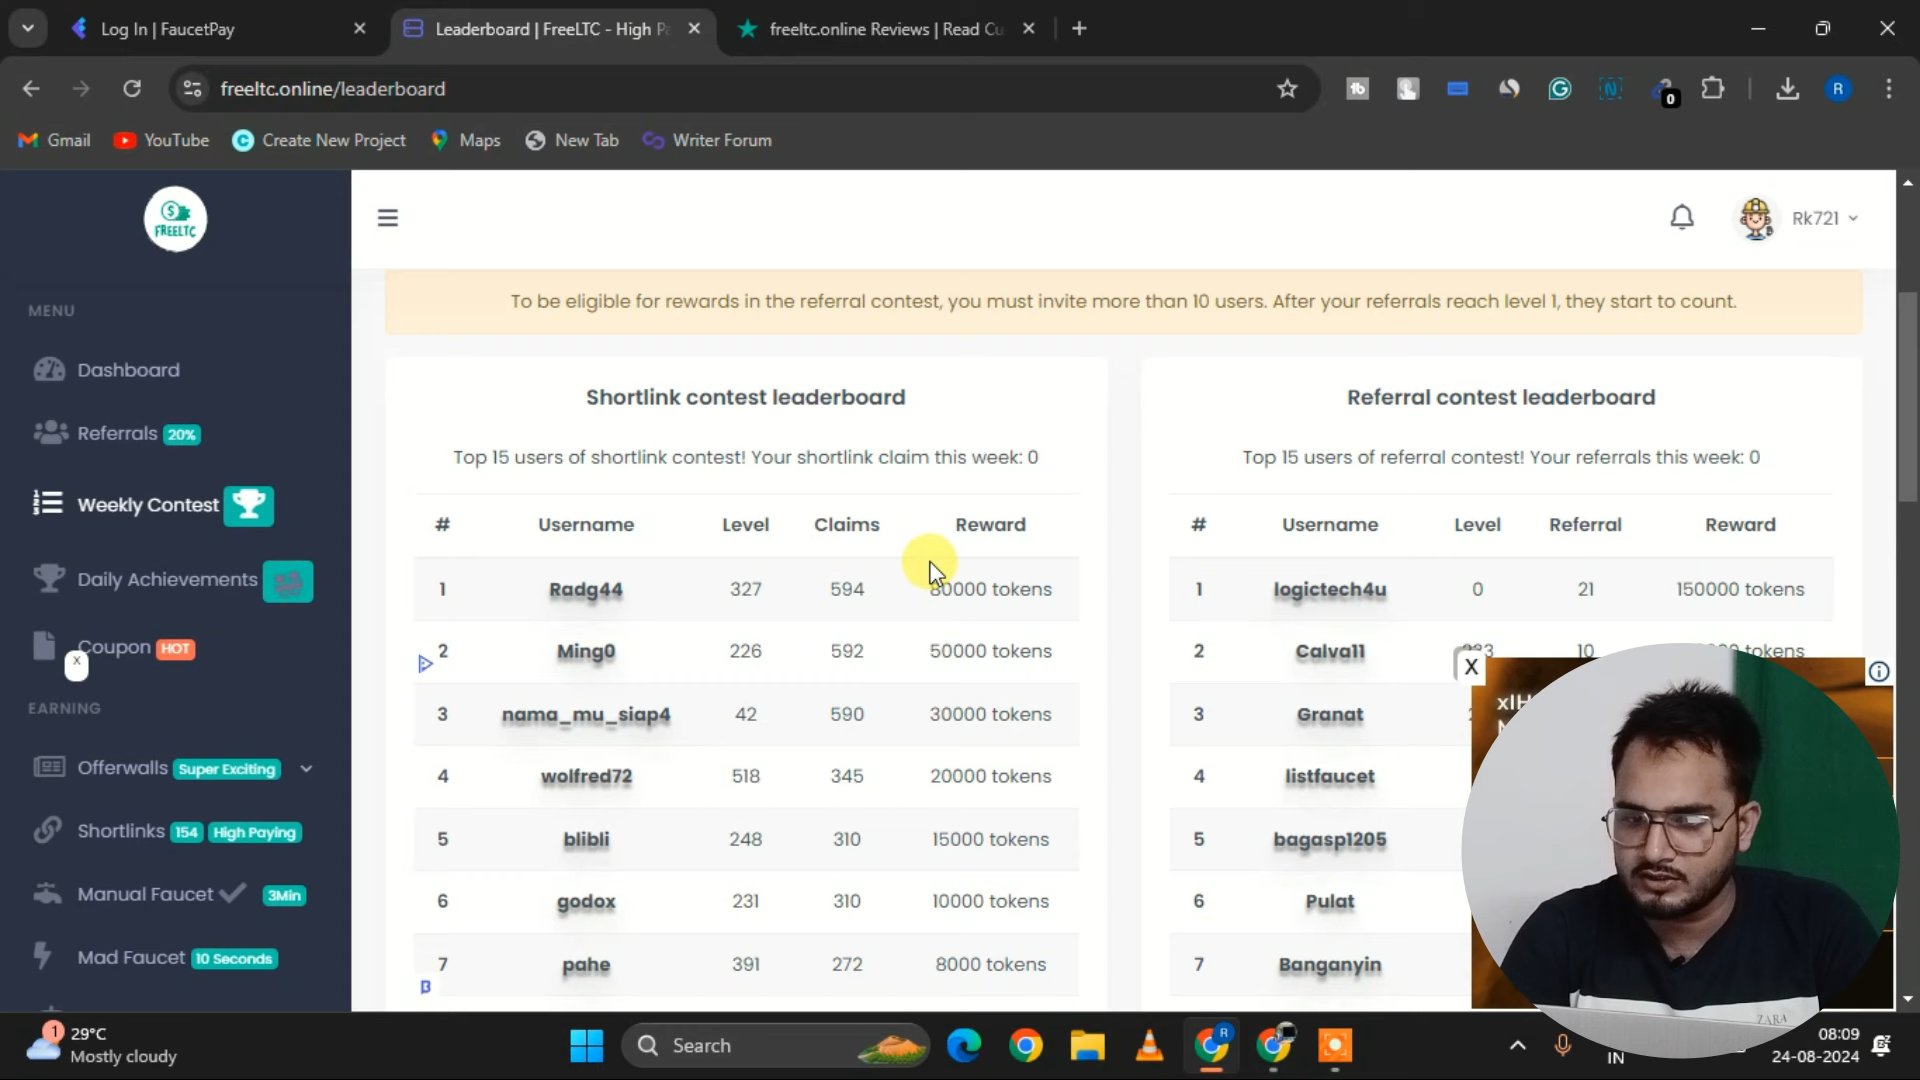 Log In | FaucetPay
Leaderboard | FreeLTC - High Pa
freeltc.online Reviews | Read Cu
freeltc.online/leaderboard
0
R
Gmail
YouTube
Create New Project
Maps
New Tab
Writer Forum
FREELTC
Rk721
MENU
Dashboard
Referrals 20%
Weekly Contest
Daily Achievements
Coupon HOT
X
EARNING
Offerwalls Super Exciting
Shortlinks 154 High Paying
Manual Faucet 3Min
Mad Faucet 10 Seconds
To be eligible for rewards in the referral contest, you must invite more than 10 users. After your referrals reach level 1, they start to count.
Shortlink contest leaderboard
Top 15 users of shortlink contest! Your shortlink claim this week: 0
# Username Level Claims Reward
1 Radg44 327 594 80000 tokens
2 Ming0 226 592 50000 tokens
3 nama_mu_siap4 42 590 30000 tokens
4 wolfred72 518 345 20000 tokens
5 blibli 248 310 15000 tokens
6 godox 231 310 10000 tokens
7 pahe 391 272 8000 tokens
Referral contest leaderboard
Top 15 users of referral contest! Your referrals this week: 0
# Username Level Referral Reward
1 logictech4u 0 21 150000 tokens
2 Calva11 10 tokens
3 Granat
4 listfaucet
5 bagasp1205
6 Pulat
7 Banganyin
X
ZARA
1
29°C
Mostly cloudy
Search
R
IN
08:09
24-08-2024